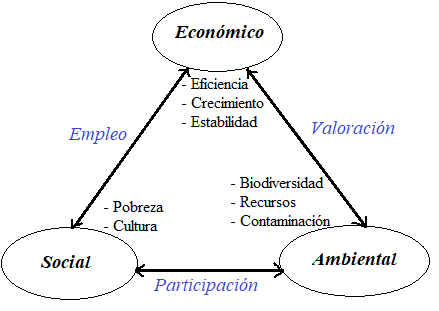 Económico
- Eficiencia
- Crecimiento
- Estabilidad
Empleo
Valoración
- Biodiversidad
- Recursos
- Contaminación
- Pobreza
- Cultura
Social
Ambiental
Participación